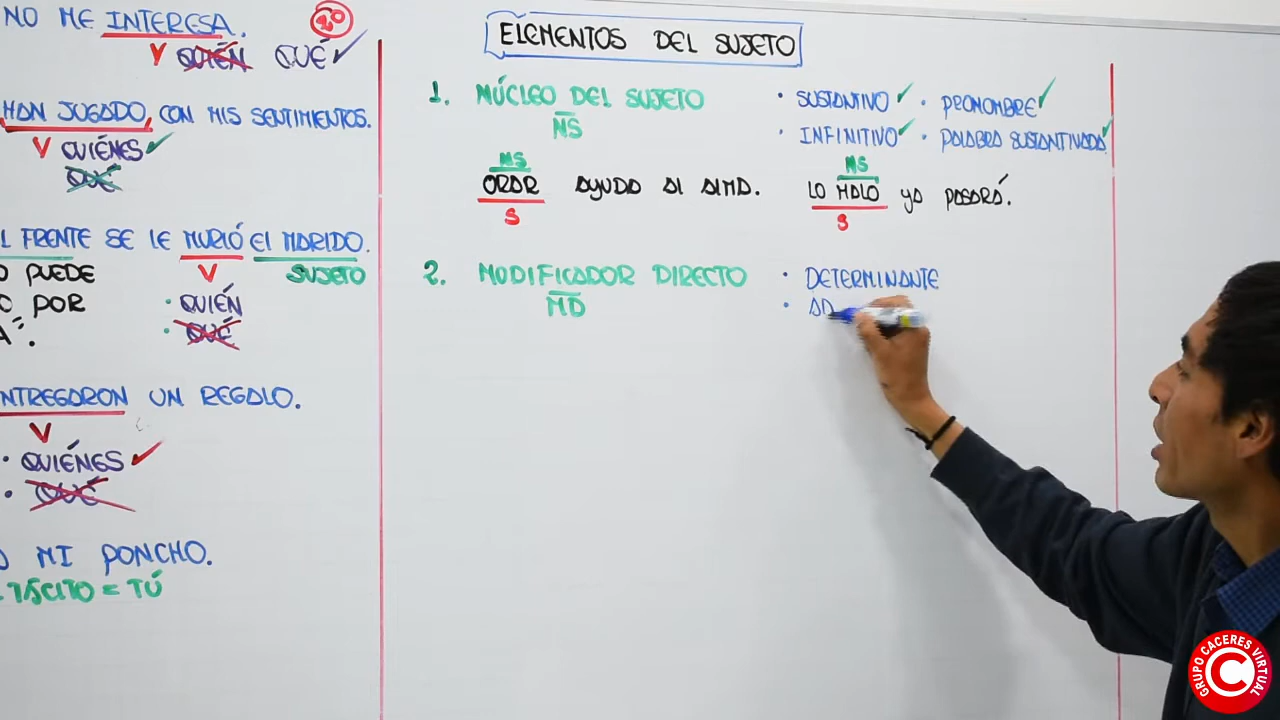 NO ME INTERESA.
20
V QUIÉN QUÉ
HAN JUGADO, CON MIS SENTIMIENTOS.
V QUIÉNES
QUÉ
L FRENTE SE LE MURIÓ EL MARIDO.
V SUJETO
O PUEDE
QUIÉN
O POR
QUÉ
A".
NTREGARON UN REGALO.
V
QUIÉNES
QUÉ
O MI PONCHO.
TÁCITO = TÚ
ELEMENTOS DEL SUJETO
1. NÚCLEO DEL SUJETO
NS
• SUSTANTIVO • PRONOMBRE
• INFINITIVO • PALABRA SUSTANTIVADA
NS
ORAR AYUDA AL ALMA.
S
NS
LO MALO YA PASARÁ.
S
2. MODIFICADOR DIRECTO
MD
• DETERMINANTE
• AD
GRUPO CACERES VIRTUAL
C